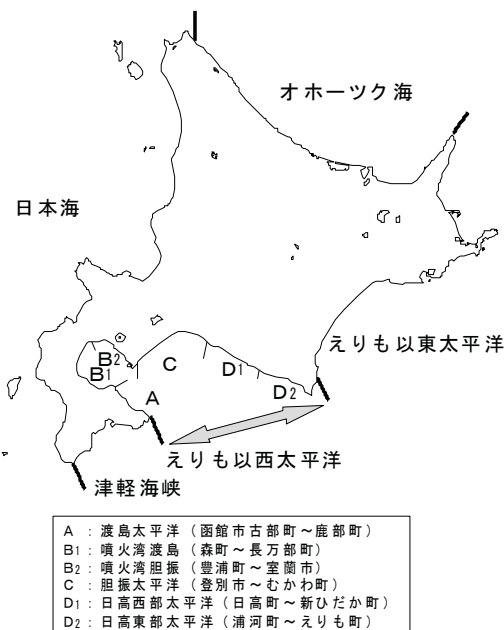 オホーツク海
日本海
えりも以東太平洋
B2
B1
C
D1
A
D2
えりも以西太平洋
津軽海峡
A : 渡島太平洋 (函館市古部町～鹿部町)
B1 : 噴火湾渡島 (森町～長万部町)
B2 : 噴火湾胆振 (豊浦町～室蘭市)
C : 胆振太平洋 (登別市～むかわ町)
D1 : 日高西部太平洋 (日高町～新ひだか町)
D2 : 日高東部太平洋 (浦河町～えりも町)